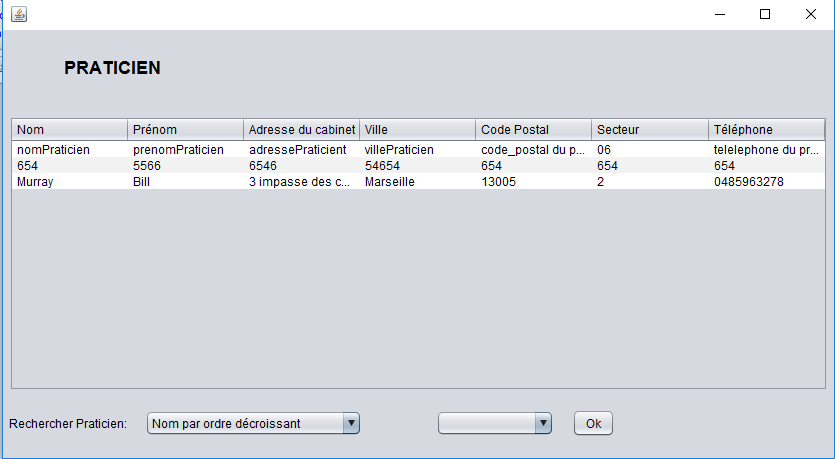 PRATICIEN
Nom Prénom Adresse du cabinet Ville Code Postal Secteur Téléphone
nomPraticien prenomPraticien adressePraticient villePraticien code_postal du p... 06 telelephone du pr...
654 5566 6546 54654 654 654 654
Murray Bill 3 impasse des c... Marseille 13005 2 0485963278
Rechercher Praticien: Nom par ordre décroissant Ok